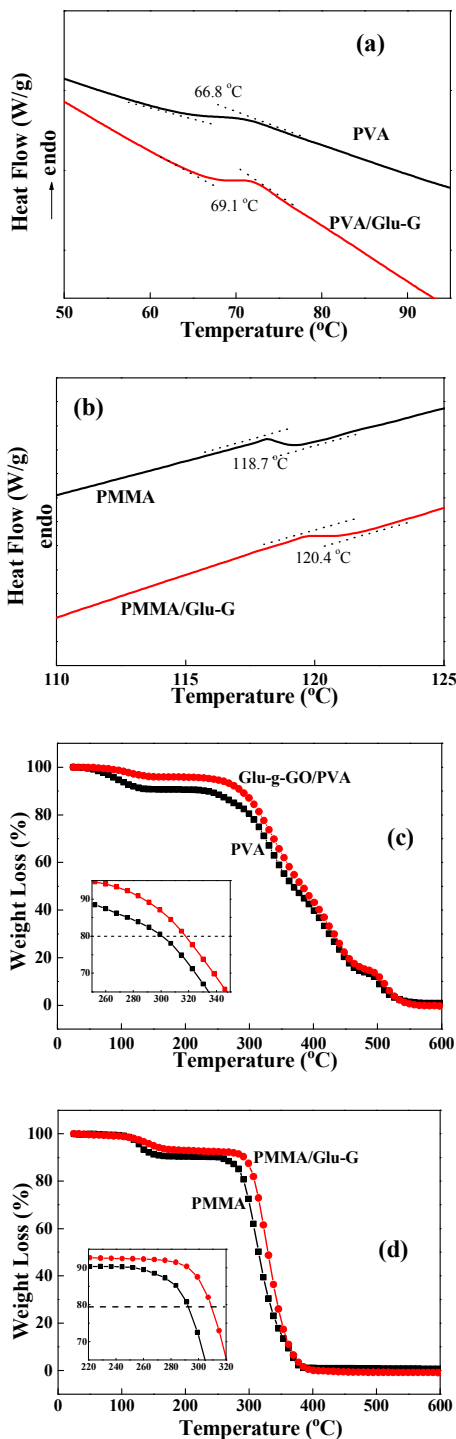 (a)
66.8 °C
PVA
69.1 °C
PVA/Glu-G
Heat Flow (W/g)
→ endo
50 60 70 80 90
Temperature (°C)
(b)
118.7 °C
PMMA
120.4 °C
PMMA/Glu-G
Heat Flow (W/g)
endo
110 115 120 125
Temperature (°C)
100
80
60
40
20
0
Glu-g-GO/PVA
PVA
(c)
90
80
70
260 280 300 320 340
Weight Loss (%)
0 100 200 300 400 500 600
Temperature (°C)
100
80
60
40
20
0
PMMA/Glu-G
PMMA
(d)
90
80
70
220 240 260 280 300 320
Weight Loss (%)
0 100 200 300 400 500 600
Temperature (°C)